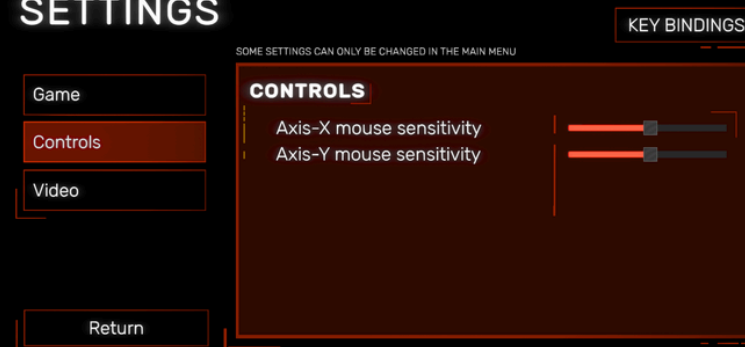 SETTINGS
KEY BINDINGS
SOME SETTINGS CAN ONLY BE CHANGED IN THE MAIN MENU
Game
Controls
Video
Return
CONTROLS
Axis-X mouse sensitivity
Axis-Y mouse sensitivity